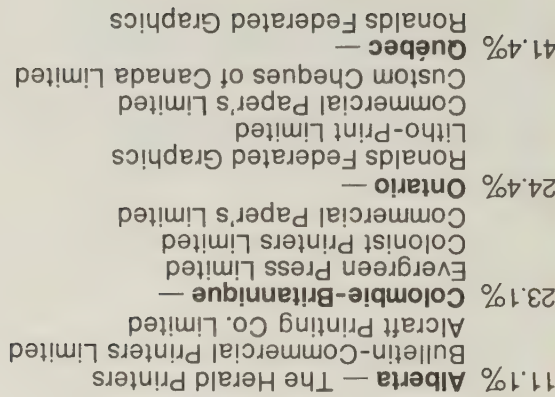 11.1% Alberta — The Herald Printers
Bulletin-Commercial Printers Limited
Alcraft Printing Co. Limited
23.1% Colombie-Britannique —
Evergreen Press Limited
Colonist Printers Limited
Commercial Paper's Limited
24.4% Ontario —
Ronalds Federated Graphics
Litho-Print Limited
Commercial Paper's Limited
Custom Cheques of Canada Limited
41.4% Québec —
Ronalds Federated Graphics